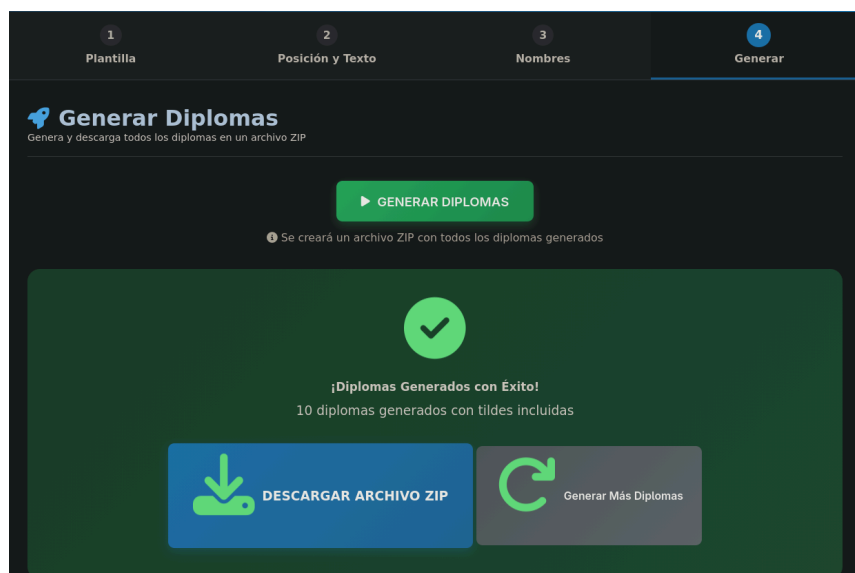 1
Plantilla
2
Posición y Texto
3
Nombres
4
Generar
Generar Diplomas
Genera y descarga todos los diplomas en un archivo ZIP
GENERAR DIPLOMAS
Se creará un archivo ZIP con todos los diplomas generados
¡Diplomas Generados con Éxito!
10 diplomas generados con tildes incluidas
DESCARGAR ARCHIVO ZIP
Generar Más Diplomas